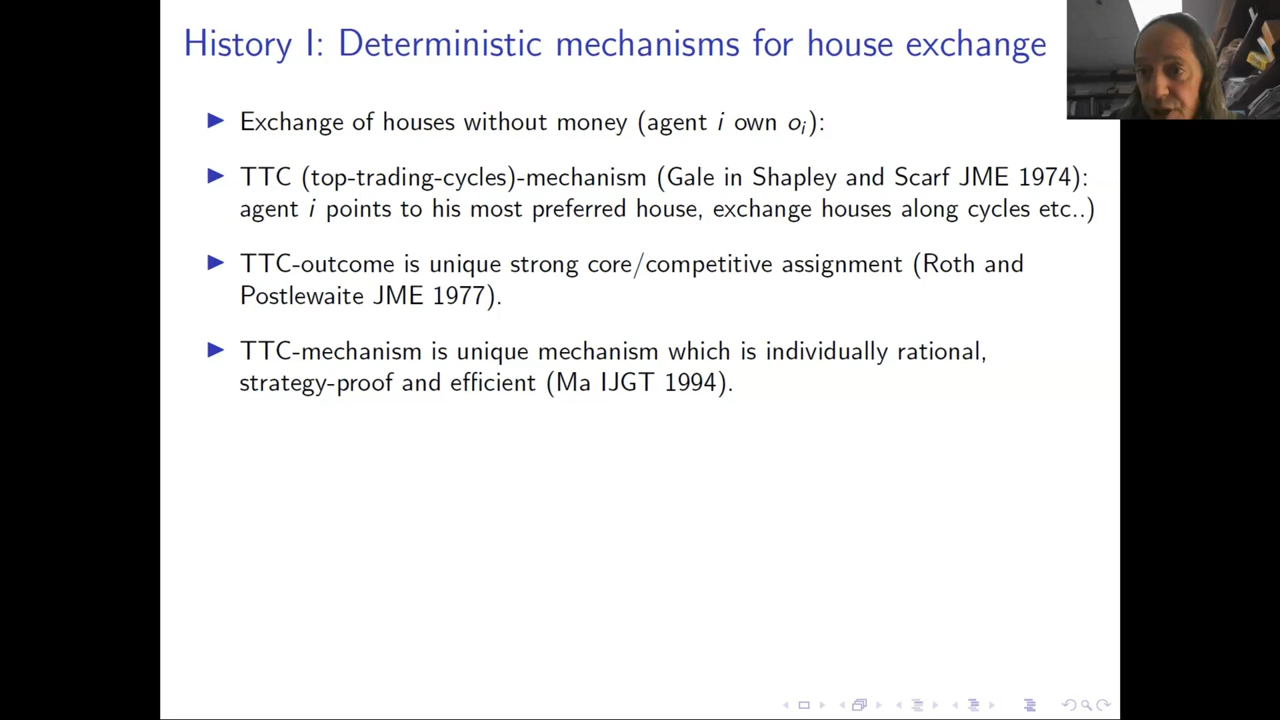 History I: Deterministic mechanisms for house exchange
▶ Exchange of houses without money (agent i own oᵢ):
▶ TTC (top-trading-cycles)-mechanism (Gale in Shapley and Scarf JME 1974):
agent i points to his most preferred house, exchange houses along cycles etc..)
▶ TTC-outcome is unique strong core/competitive assignment (Roth and
Postlewaite JME 1977).
▶ TTC-mechanism is unique mechanism which is individually rational,
strategy-proof and efficient (Ma IJGT 1994).